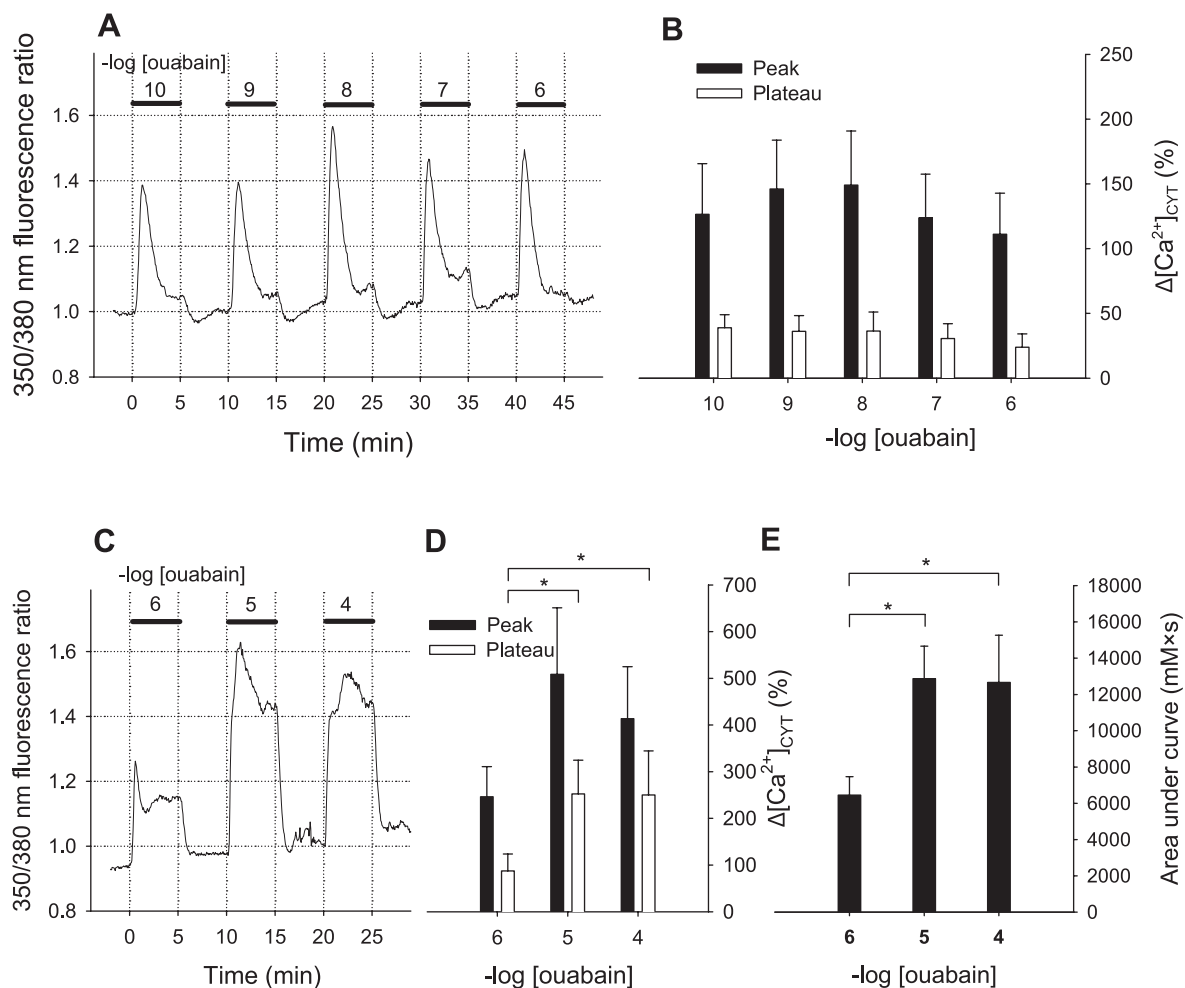 A
-log [ouabain]
10 9 8 7 6
350/380 nm fluorescence ratio
1.6
1.4
1.2
1.0
0.8
0 5 10 15 20 25 30 35 40 45
Time (min)
B
Peak
Plateau
250
200
150
100
50
0
Δ[Ca2+]CYT (%)
10 9 8 7 6
-log [ouabain]
C
-log [ouabain]
6 5 4
350/380 nm fluorescence ratio
1.6
1.4
1.2
1.0
0.8
0 5 10 15 20 25
Time (min)
D
*
*
Peak
Plateau
700
600
500
400
300
200
100
0
Δ[Ca2+]CYT (%)
6 5 4
-log [ouabain]
E
*
*
18000
16000
14000
12000
10000
8000
6000
4000
2000
0
Area under curve (mM×s)
6 5 4
-log [ouabain]